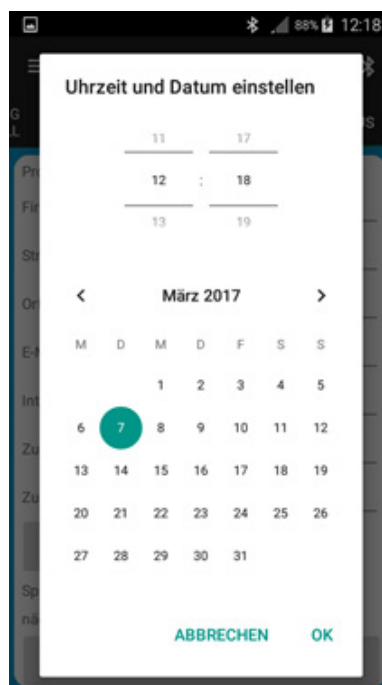 88% 12:18
Uhrzeit und Datum einstellen
11 17
12 : 18
13 19
März 2017
M D M D F S S
1 2 3 4 5
6 7 8 9 10 11 12
13 14 15 16 17 18 19
20 21 22 23 24 25 26
27 28 29 30 31
ABBRECHEN OK